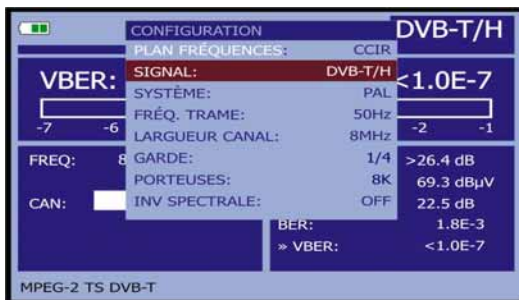 CONFIGURATION
DVB-T/H
PLAN FRÉQUENCES: CCIR
VBER:
SIGNAL: DVB-T/H
<1.0E-7
SYSTÈME: PAL
FRÉQ. TRAME: 50Hz
-7 -6
LARGUEUR CANAL: 8MHz
-2 -1
FREQ: 8
GARDE: 1/4
>26.4 dB
PORTEUSES: 8K
69.3 dBµV
CAN:
INV SPECTRALE: OFF
22.5 dB
BER: 1.8E-3
» VBER: <1.0E-7
MPEG-2 TS DVB-T